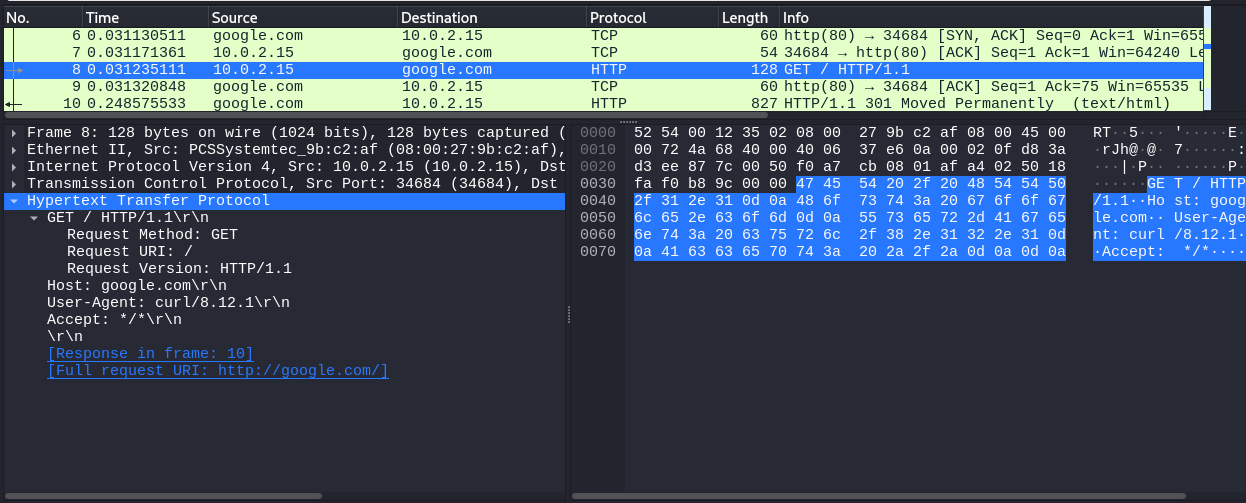 No. Time Source Destination Protocol Length Info
6 0.031130511 google.com 10.0.2.15 TCP 60 http(80) → 34684 [SYN, ACK] Seq=0 Ack=1 Win=655
7 0.031171361 10.0.2.15 google.com TCP 54 34684 → http(80) [ACK] Seq=1 Ack=1 Win=64240 Le
8 0.031235111 10.0.2.15 google.com HTTP 128 GET / HTTP/1.1
9 0.031320848 google.com 10.0.2.15 TCP 60 http(80) → 34684 [ACK] Seq=1 Ack=75 Win=65535 L
10 0.248575533 google.com 10.0.2.15 HTTP 827 HTTP/1.1 301 Moved Permanently (text/html)
Frame 8: 128 bytes on wire (1024 bits), 128 bytes captured (
Ethernet II, Src: PCSSystemtec_9b:c2:af (08:00:27:9b:c2:af),
Internet Protocol Version 4, Src: 10.0.2.15 (10.0.2.15), Dst
Transmission Control Protocol, Src Port: 34684 (34684), Dst
Hypertext Transfer Protocol
GET / HTTP/1.1\r\n
Request Method: GET
Request URI: /
Request Version: HTTP/1.1
Host: google.com\r\n
User-Agent: curl/8.12.1\r\n
Accept: */*\r\n
\r\n
[Response in frame: 10]
[Full request URI: http://google.com/]
0000 52 54 00 12 35 02 08 00 27 9b c2 af 08 00 45 00 RT··5··· '·····E·
0010 00 72 4a 68 40 00 40 06 37 e6 0a 00 02 0f d8 3a ·rJh@·@· 7······:
0020 d3 ee 87 7c 00 50 f0 a7 cb 08 01 af a4 02 50 18 ···|·P·· ······P·
0030 fa f0 b8 9c 00 00 47 45 54 20 2f 20 48 54 54 50 ······GE T / HTTP
0040 2f 31 2e 31 0d 0a 48 6f 73 74 3a 20 67 6f 6f 67 /1.1··Ho st: goog
0050 6c 65 2e 63 6f 6d 0d 0a 55 73 65 72 2d 41 67 65 le.com·· User-Age
0060 6e 74 3a 20 63 75 72 6c 2f 38 2e 31 32 2e 31 0d nt: curl /8.12.1·
0070 0a 41 63 63 65 70 74 3a 20 2a 2f 2a 0d 0a 0d 0a ·Accept: */*····